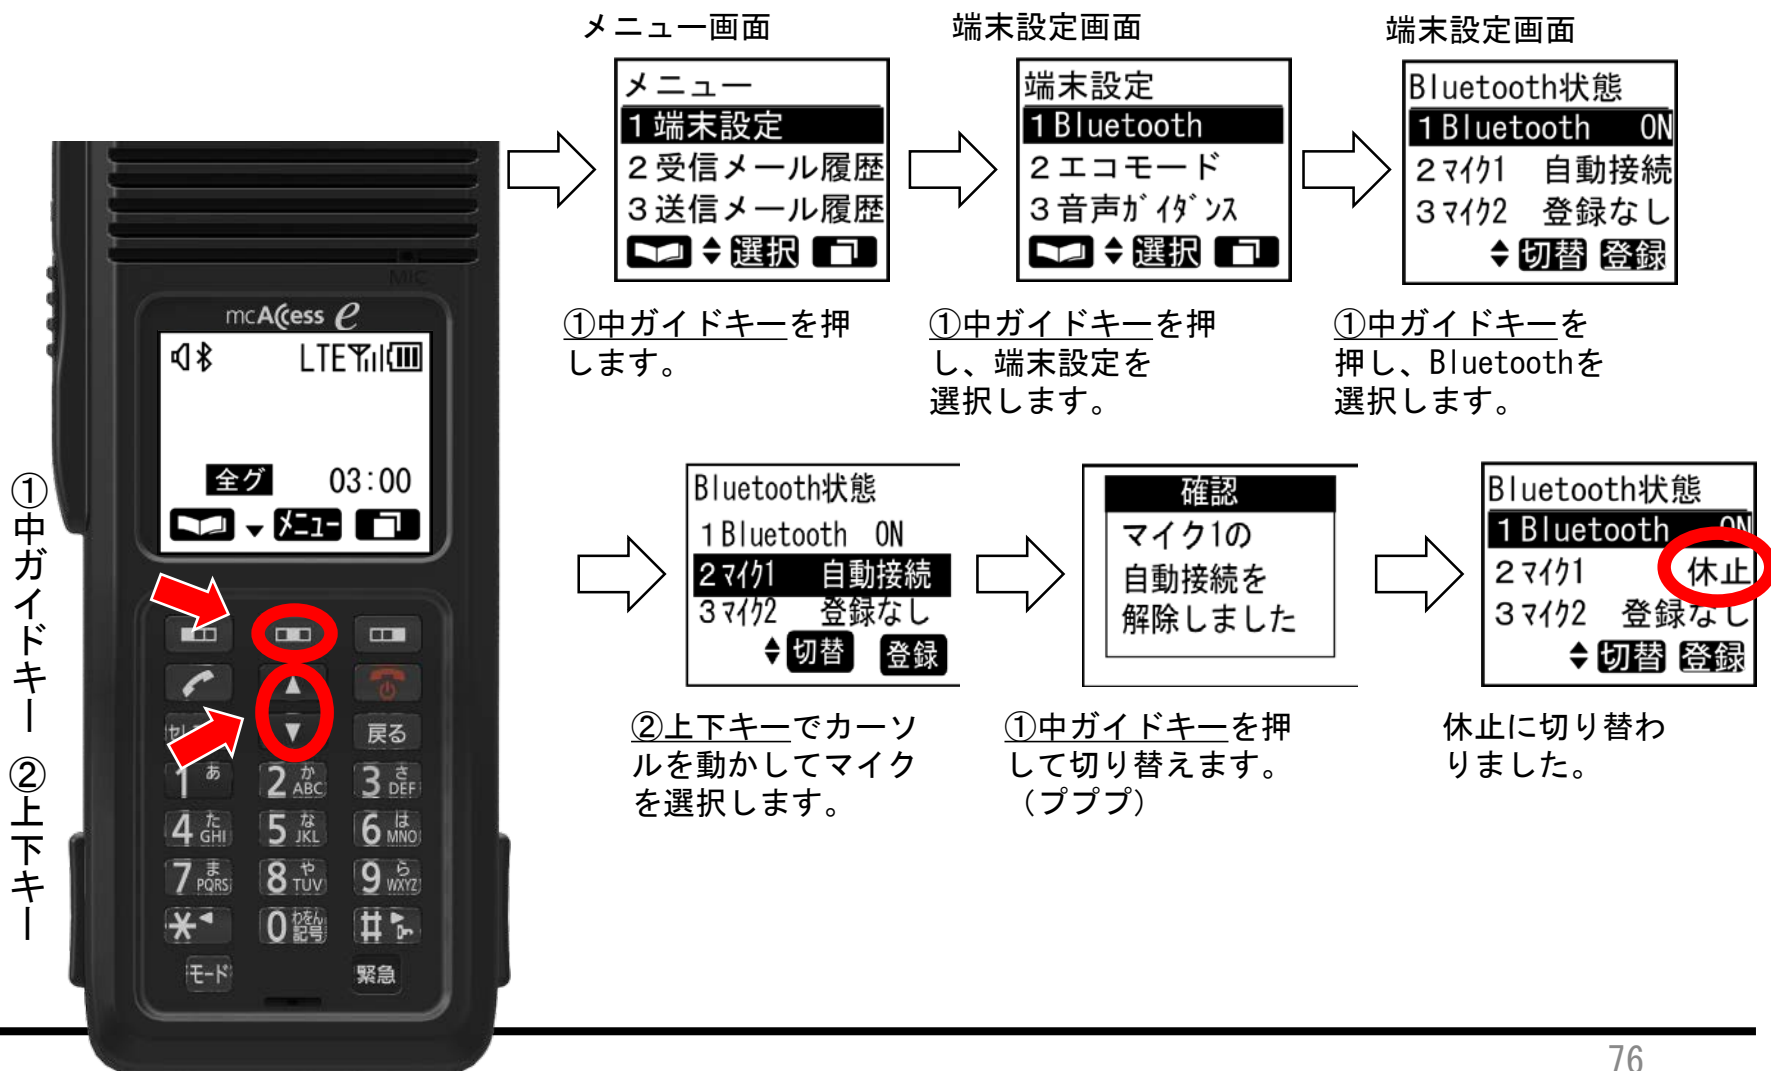 メニュー画面
メニュー
1端末設定
2受信メール履歴
3送信メール履歴
選択
①中ガイドキーを押
します。
端末設定画面
端末設定
1Bluetooth
2エコモード
3音声ｶﾞｲﾀﾞﾝｽ
選択
①中ガイドキーを押
し、端末設定を
選択します。
端末設定画面
Bluetooth状態
1Bluetooth ON
2ﾏｲｸ1 自動接続
3ﾏｲｸ2 登録なし
切替 登録
①中ガイドキーを
押し、Bluetoothを
選択します。
Bluetooth状態
1Bluetooth ON
2ﾏｲｸ1 自動接続
3ﾏｲｸ2 登録なし
切替 登録
②上下キーでカーソ
ルを動かしてマイク
を選択します。
確認
マイク1の
自動接続を
解除しました
①中ガイドキーを押
して切り替えます。
（プププ）
Bluetooth状態
1Bluetooth ON
2ﾏｲｸ1 休止
3ﾏｲｸ2 登録なし
切替 登録
休止に切り替わ
りました。
①中ガイドキー ②上下キー
MIC
mcAccess e
LTE
全グ 03:00
ﾒﾆｭｰ
戻る
1 あ
2 か ABC
3 さ DEF
4 た GHI
5 な JKL
6 は MNO
7 ま PQRS
8 や TUV
9 ら WXYZ
＊
0 わをん 記号
#
モード
緊急
76